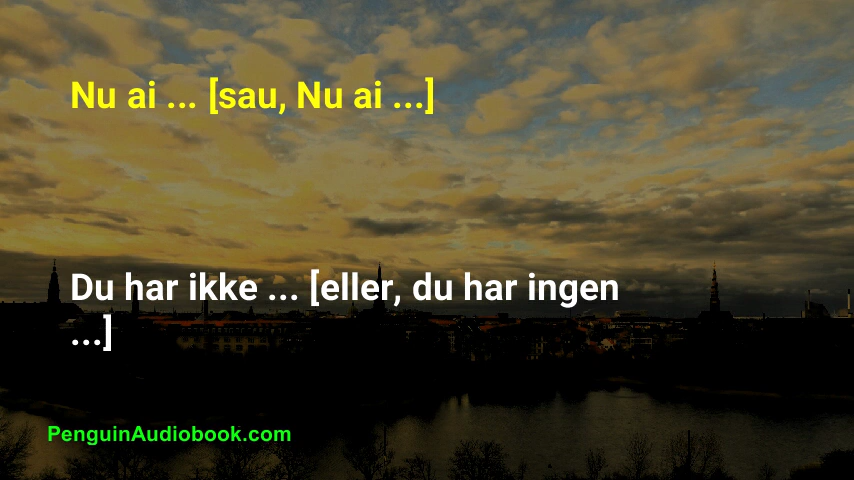 Nu ai ... [sau, Nu ai ...]
Du har ikke ... [eller, du har ingen
...]
PenguinAudiobook.com